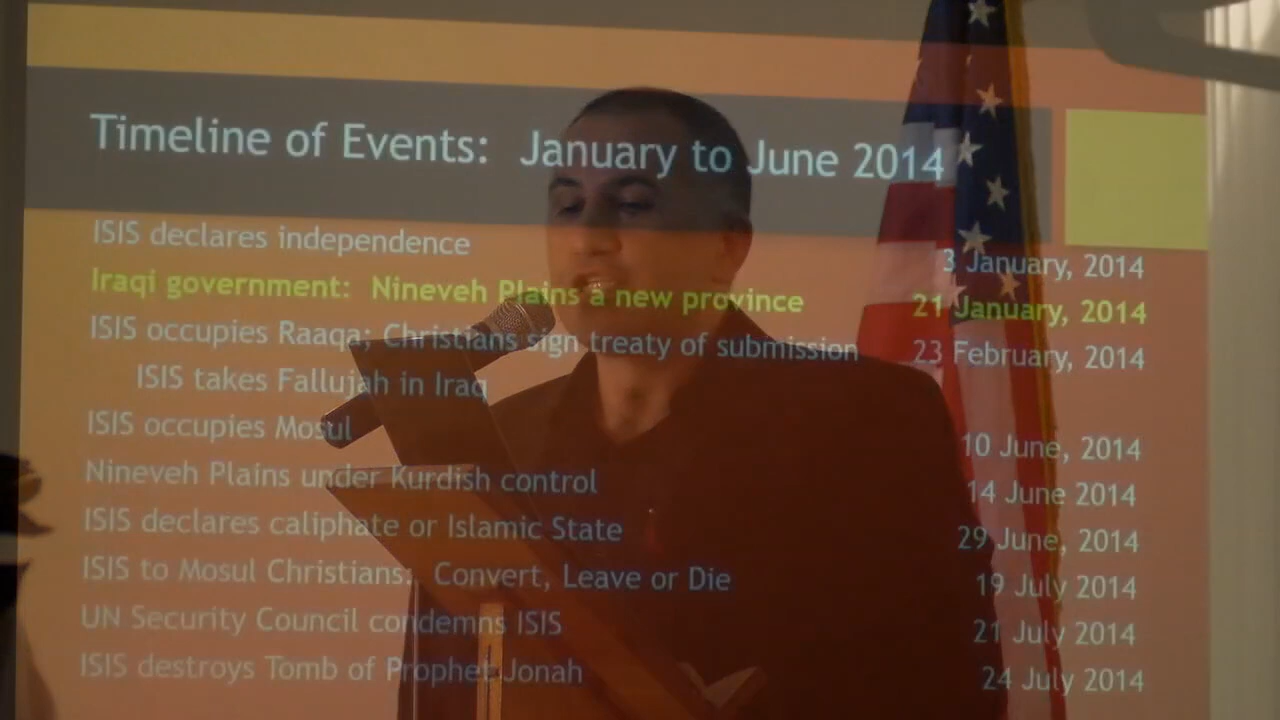 Timeline of Events: January to June 2014
ISIS declares independence 3 January, 2014
Iraqi government: Nineveh Plains a new province 21 January, 2014
ISIS occupies Raaqa; Christians sign treaty of submission 23 February, 2014
ISIS takes Fallujah in Iraq
ISIS occupies Mosul 10 June, 2014
Nineveh Plains under Kurdish control 14 June 2014
ISIS declares caliphate or Islamic State 29 June, 2014
ISIS to Mosul Christians: Convert, Leave or Die 19 July 2014
UN Security Council condemns ISIS 21 July 2014
ISIS destroys Tomb of Prophet Jonah 24 July 2014